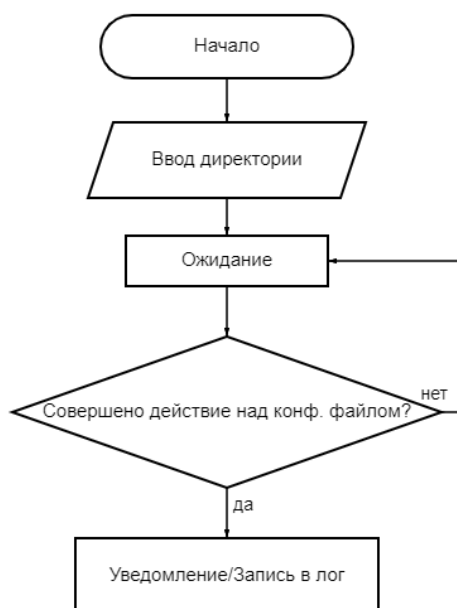 Начало
Ввод директории
Ожидание
Совершено действие над конф. файлом?
нет
да
Уведомление/Запись в лог